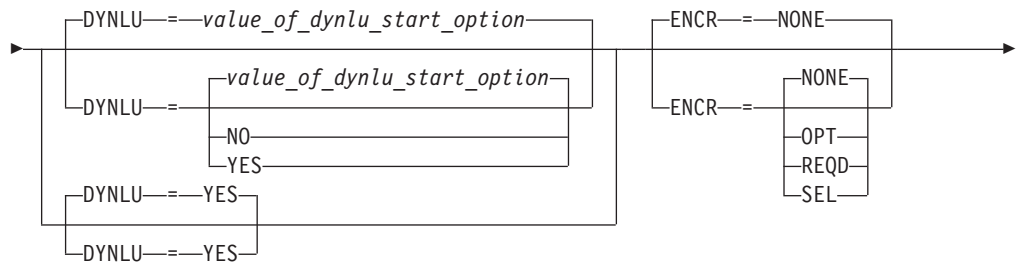 DYNLU = value_of_dynlu_start_option ENCR = NONE
value_of_dynlu_start_option NONE
DYNLU = ENCR =
NO OPT
YES REQD
DYNLU = YES SEL
DYNLU = YES